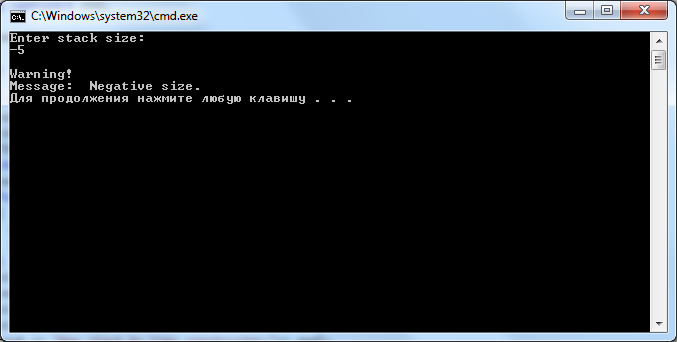 C:\Windows\system32\cmd.exe
Enter stack size:
-5
Warning!
Message:  Negative size.
Для продолжения нажмите любую клавишу . . .